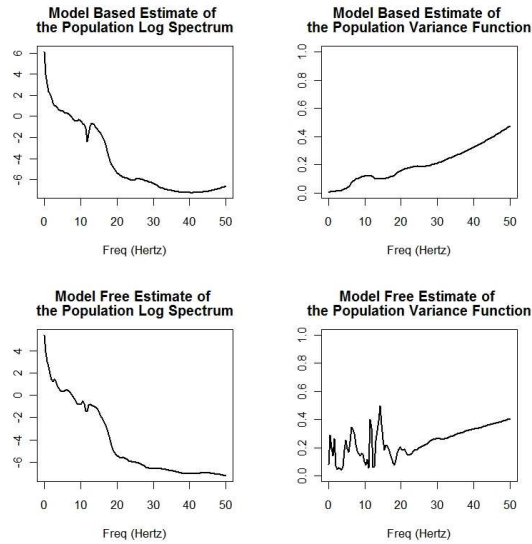 Model Based Estimate of
the Population Log Spectrum
6
4
2
0
-2
-4
-6
0 10 20 30 40 50
Freq (Hertz)
Model Based Estimate of
the Population Variance Function
1.0
0.8
0.6
0.4
0.2
0.0
0 10 20 30 40 50
Freq (Hertz)
Model Free Estimate of
the Population Log Spectrum
4
2
0
-2
-4
-6
0 10 20 30 40 50
Freq (Hertz)
Model Free Estimate of
the Population Variance Function
1.0
0.8
0.6
0.4
0.2
0.0
0 10 20 30 40 50
Freq (Hertz)